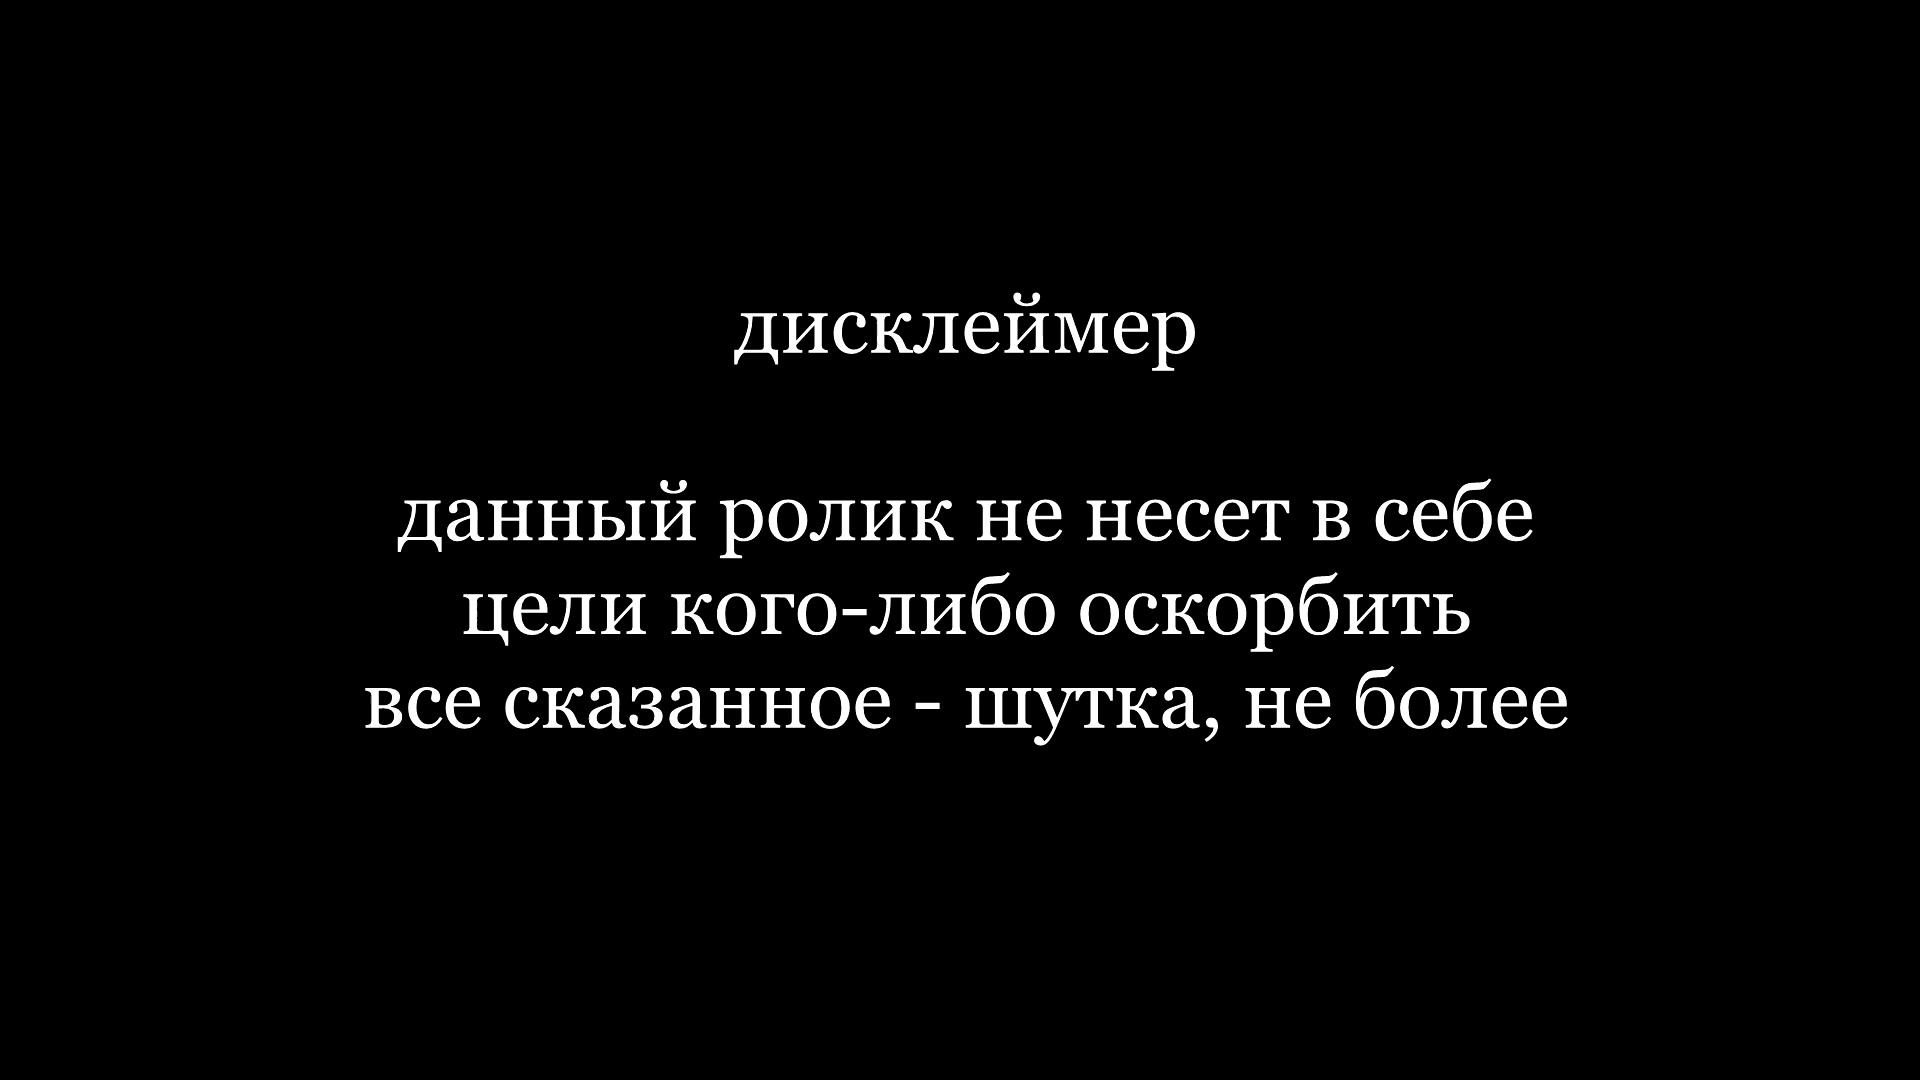 дисклеймер
данный ролик не несет в себе
цели кого-либо оскорбить
все сказанное - шутка, не более